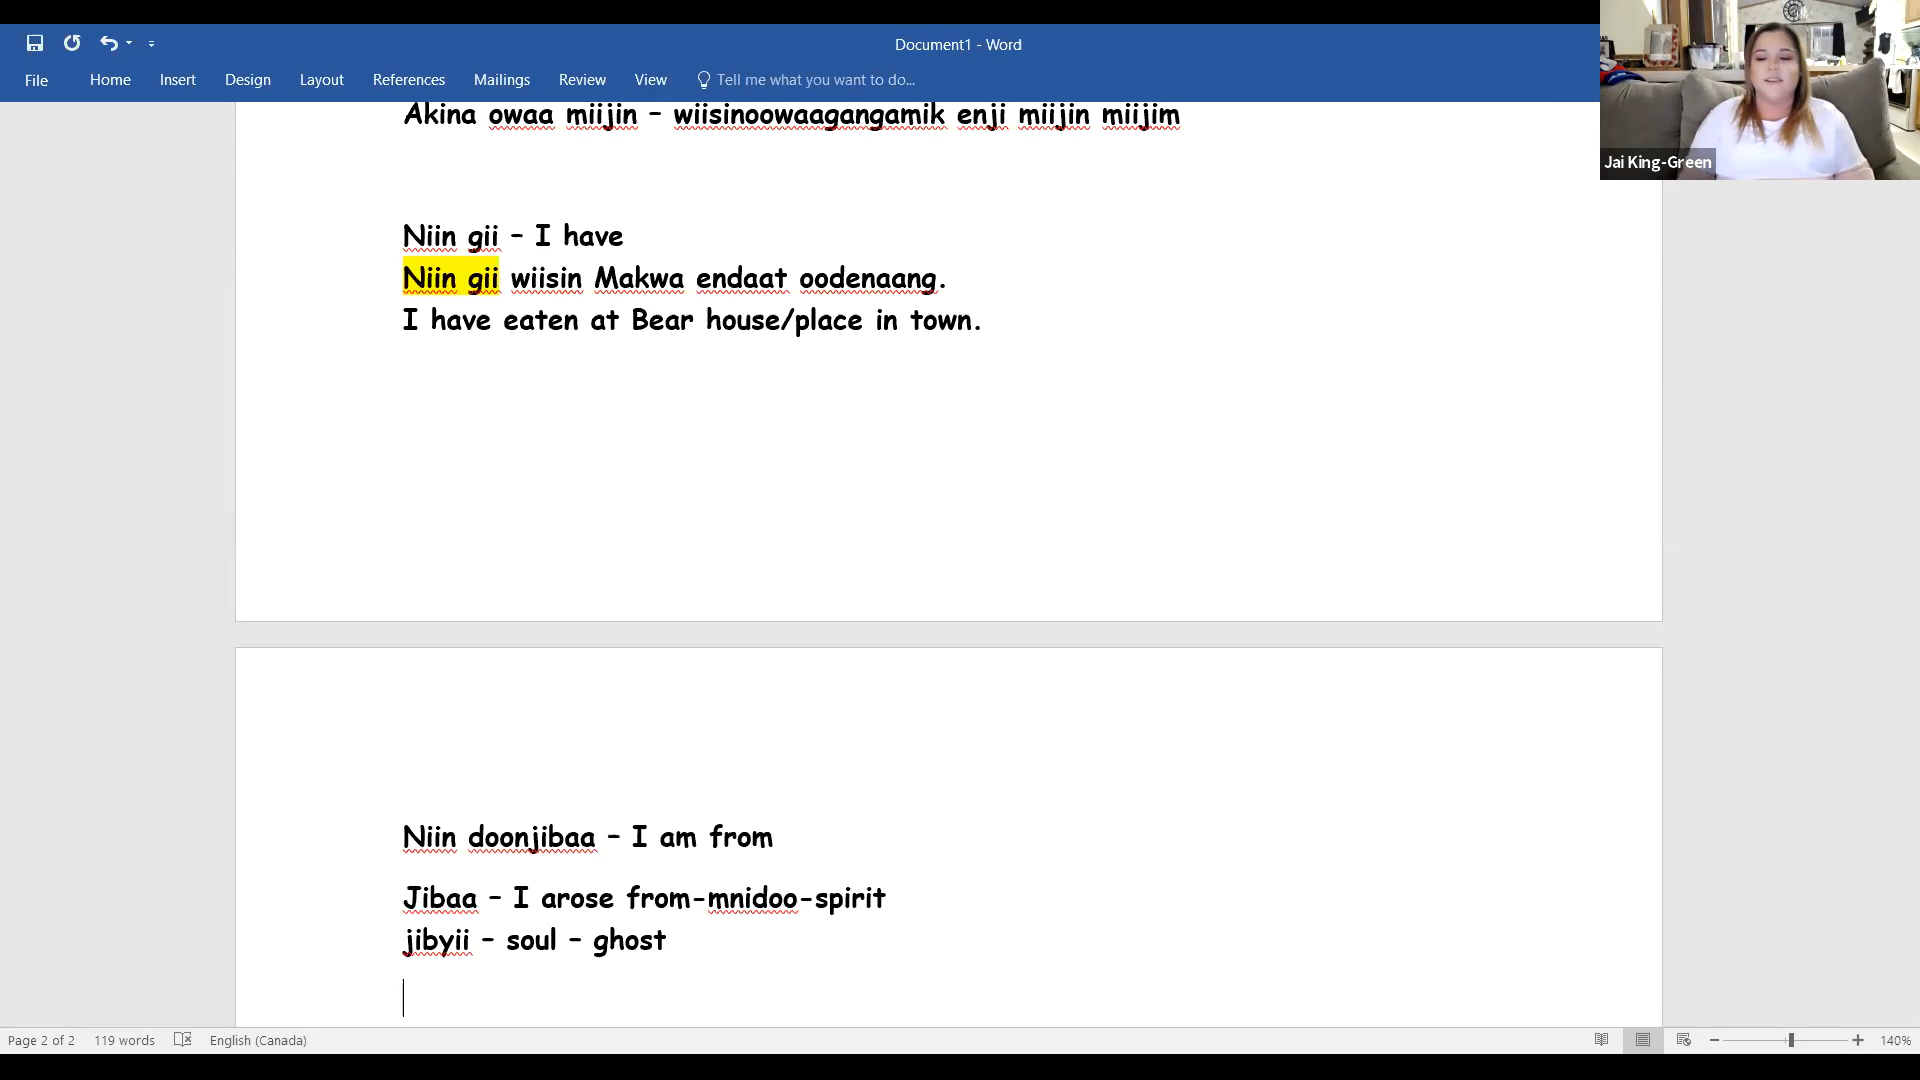 Document1 - Word
File Home Insert Design Layout References Mailings Review View Tell me what you want to do...
Jai King-Green
Akina owaa miijin – wiisinoowaagangamik enji miijin miijim
Niin gii – I have
Niin gii wiisin Makwa endaat oodenaang.
I have eaten at Bear house/place in town.
Niin doonjibaa – I am from
Jibaa – I arose from-mnidoo-spirit
jibyii – soul – ghost
Page 2 of 2 119 words English (Canada) 140%